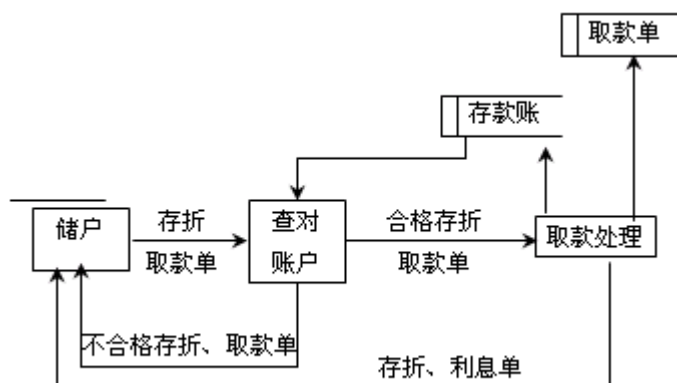 取款单
存款账
储户
存折
取款单
查对
账户
合格存折
取款单
取款处理
不合格存折、取款单
存折、利息单